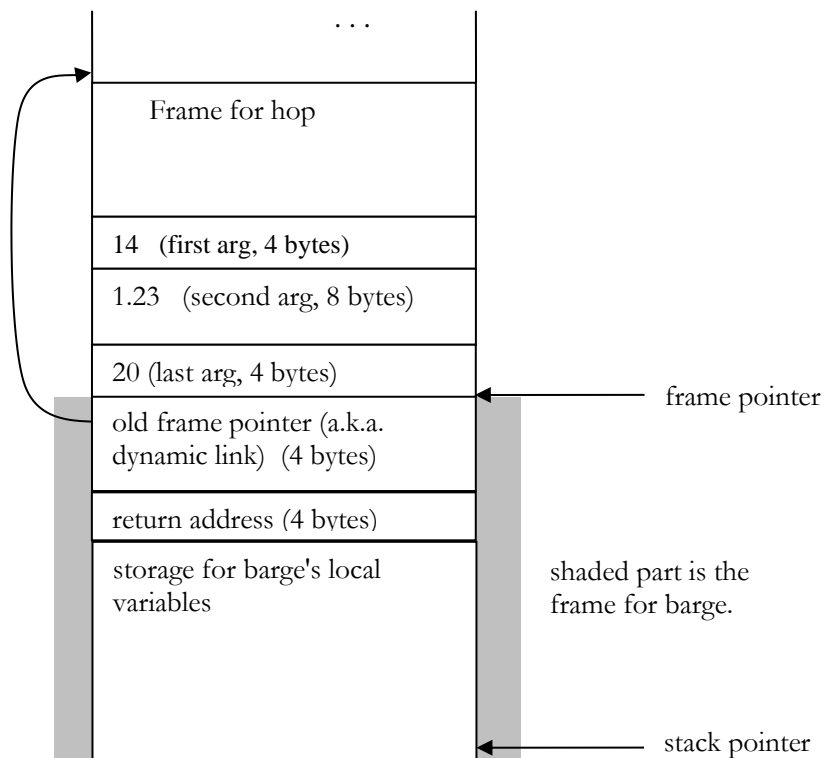 . . .
Frame for hop
14 (first arg, 4 bytes)
1.23 (second arg, 8 bytes)
20 (last arg, 4 bytes)
frame pointer
old frame pointer (a.k.a.
dynamic link) (4 bytes)
return address (4 bytes)
storage for barge's local
variables
shaded part is the
frame for barge.
stack pointer